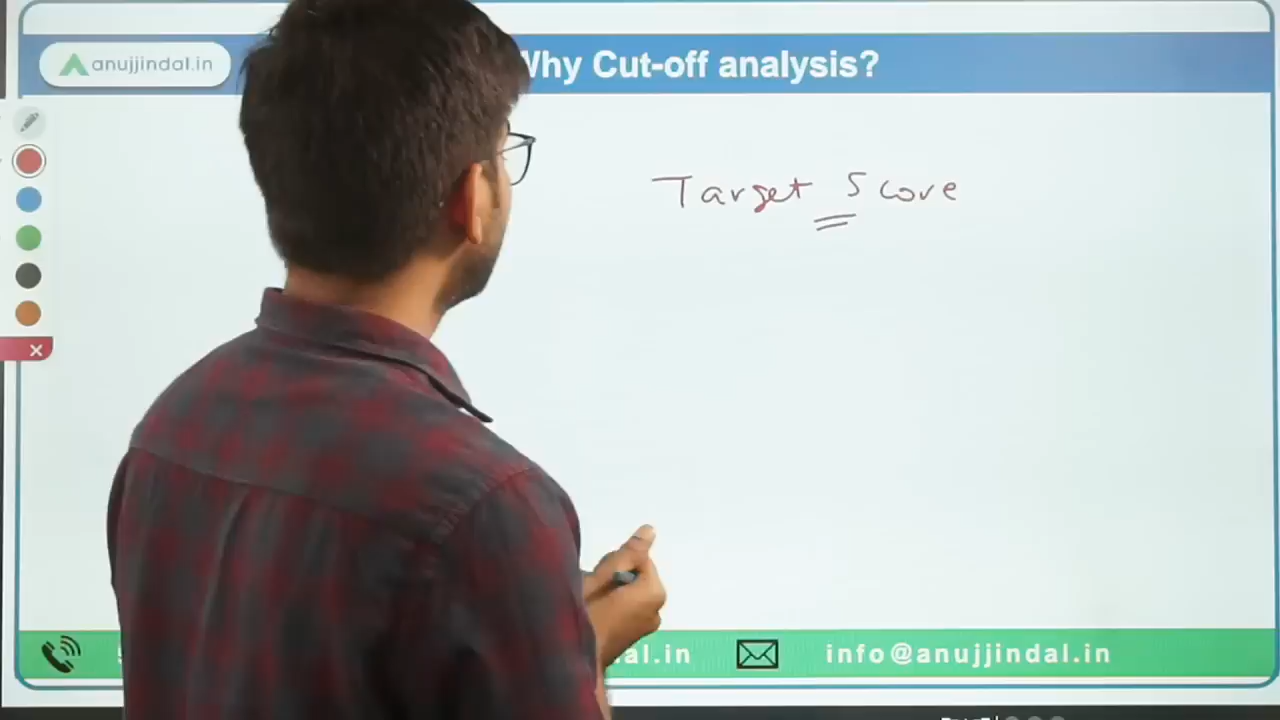 anujjindal.in
Why Cut-off analysis?
Target Score
al.in
info@anujjindal.in